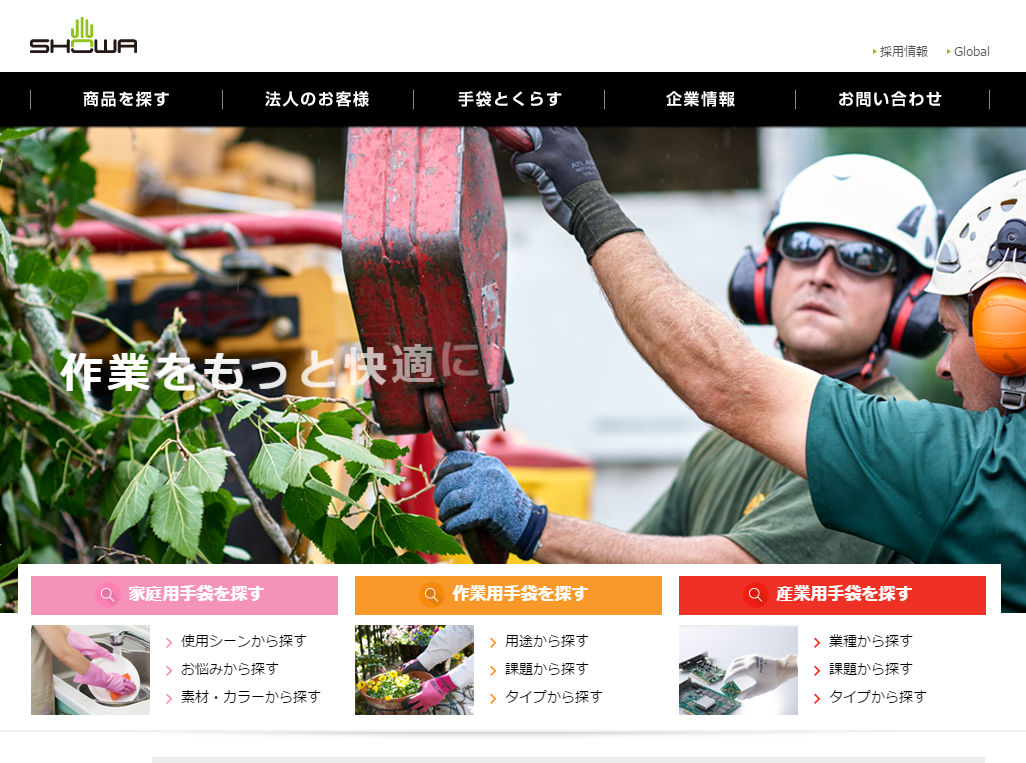 SHOWA
採用情報
Global
商品を探す
法人のお客様
手袋とくらす
企業情報
お問い合わせ
作業をもっと快適に
家庭用手袋を探す
使用シーンから探す
お悩みから探す
素材・カラーから探す
作業用手袋を探す
用途から探す
課題から探す
タイプから探す
産業用手袋を探す
業種から探す
課題から探す
タイプから探す